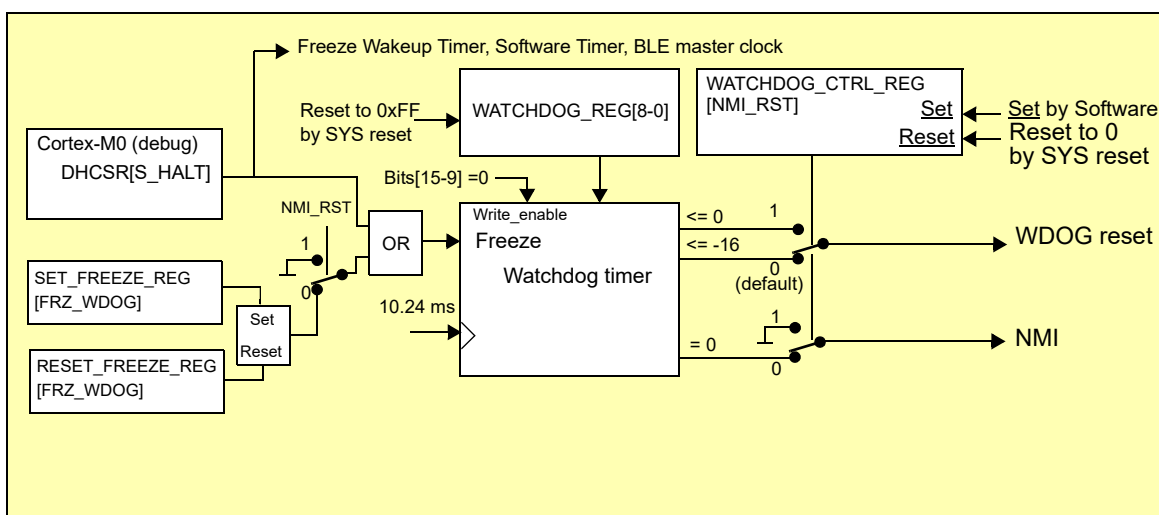 Freeze Wakeup Timer, Software Timer, BLE master clock
Reset to 0xFF
by SYS reset
WATCHDOG_REG[8-0]
WATCHDOG_CTRL_REG
[NMI_RST]
Set
Reset
Set by Software
Reset to 0
by SYS reset
Cortex-M0 (debug)
DHCSR[S_HALT]
Bits[15-9] =0
NMI_RST
1
0
OR
Write_enable
Freeze
Watchdog timer
<= 0
<= -16
1
0
(default)
WDOG reset
SET_FREEZE_REG
[FRZ_WDOG]
Set
Reset
10.24 ms
RESET_FREEZE_REG
[FRZ_WDOG]
= 0
1
0
NMI